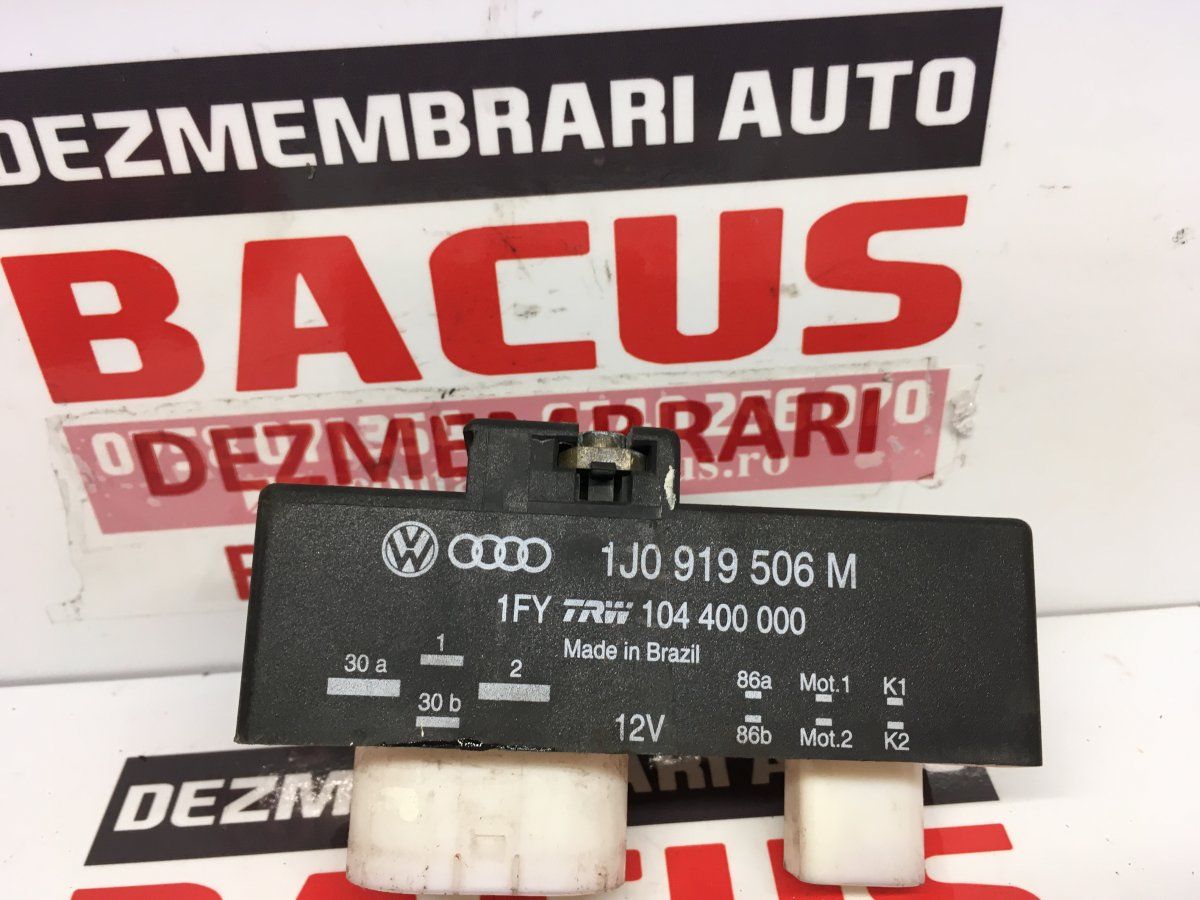 DEZMEMBRARI AUTO
BACUS
DEZMEMBRARI
1J0 919 506 M
1FY TRW 104 400 000
Made in Brazil
30 a
1
2
30 b
12V
86a Mot.1 K1
86b Mot.2 K2